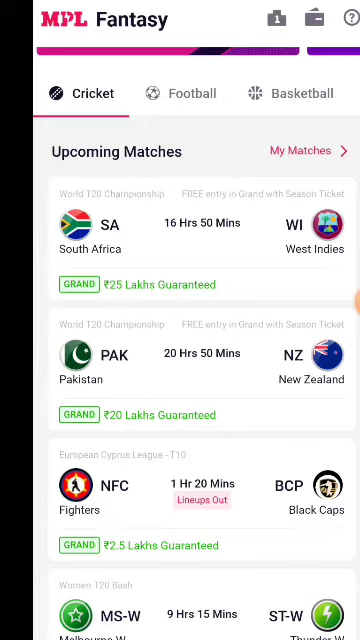 MPL Fantasy
1
?
Cricket Football Basketball
Upcoming Matches My Matches
World T20 Championship FREE entry in Grand with Season Ticket
SA 16 Hrs 50 Mins WI
South Africa West Indies
GRAND ₹25 Lakhs Guaranteed
World T20 Championship FREE entry in Grand with Season Ticket
PAK 20 Hrs 50 Mins NZ
Pakistan New Zealand
GRAND ₹20 Lakhs Guaranteed
European Cyprus League - T10
NFC 1 Hr 20 Mins BCP
Lineups Out
Fighters Black Caps
GRAND ₹2.5 Lakhs Guaranteed
Women T20 Bash
MS-W 9 Hrs 15 Mins ST-W
Melbourne W Thunder W